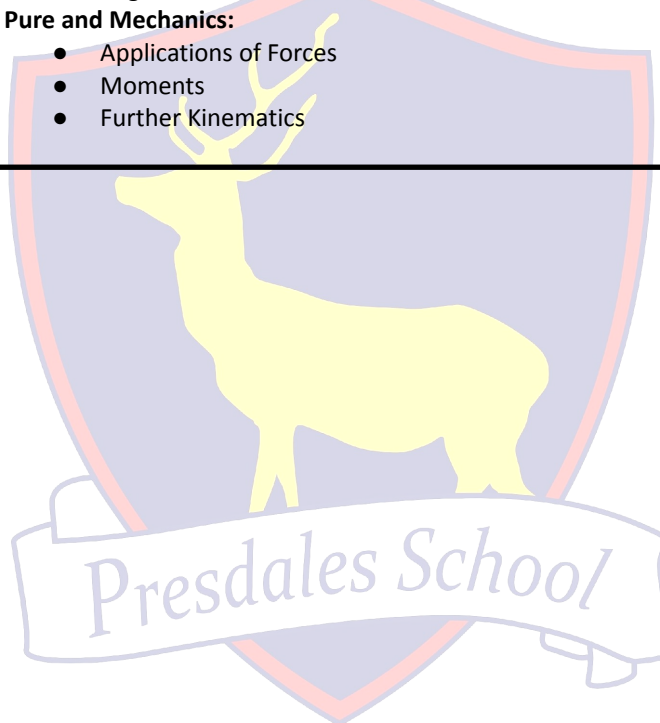 Pure and Mechanics:
● Applications of Forces
● Moments
● Further Kinematics
Presdales School